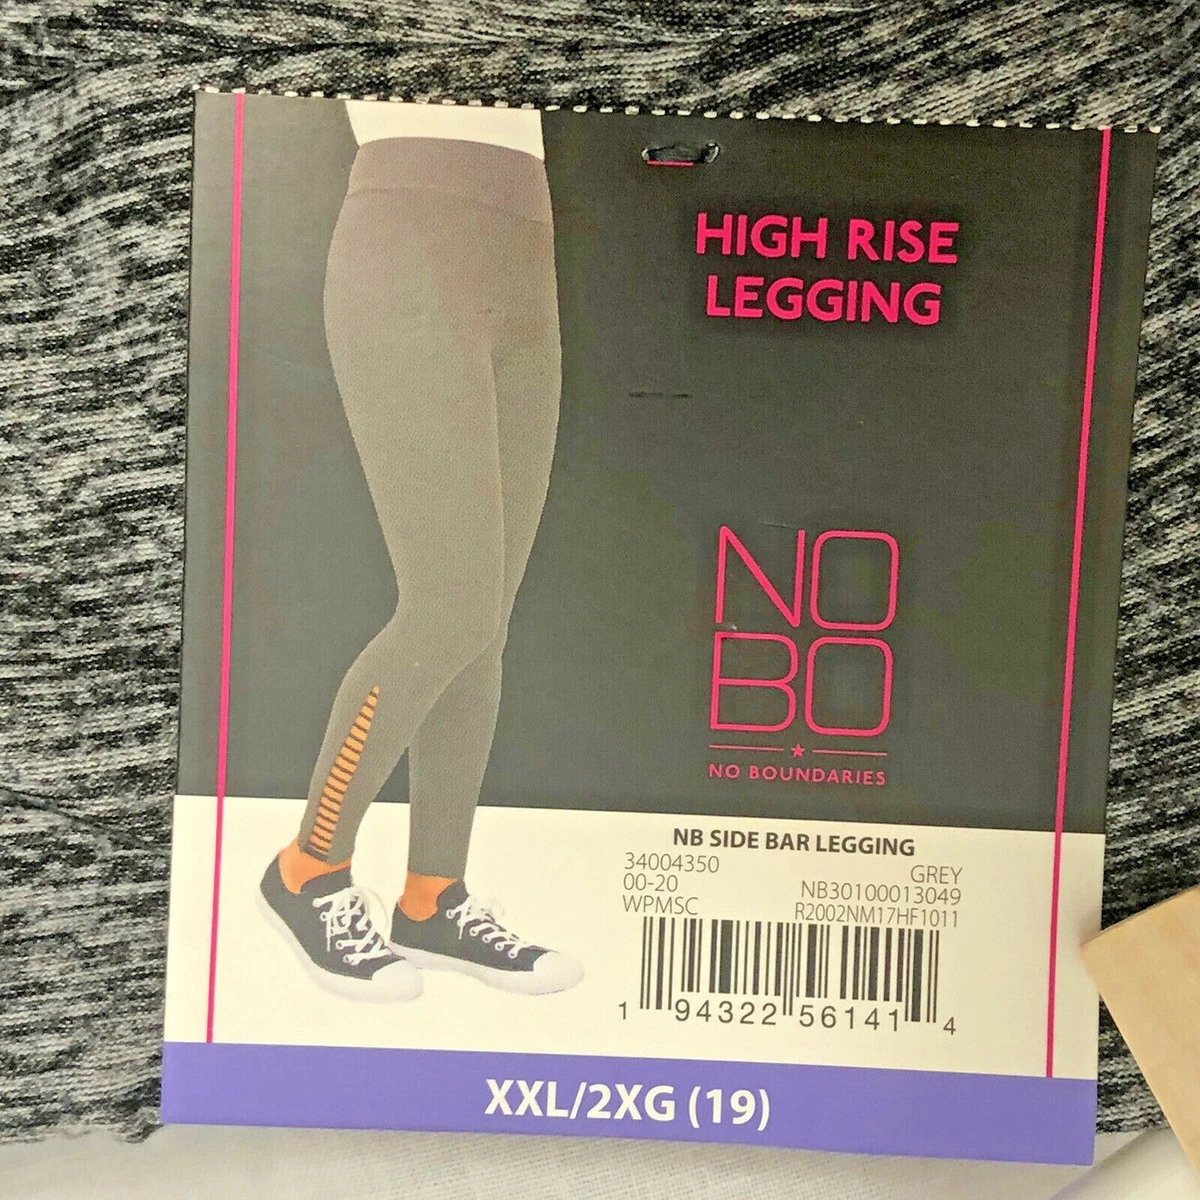 HIGH RISE
LEGGING
NO
BO
NO BOUNDARIES
NB SIDE BAR LEGGING
34004350 GREY
00-20 NB30100013049
WPMSC R2002NM17HF1011
1 94322 56141 4
XXL/2XG (19)